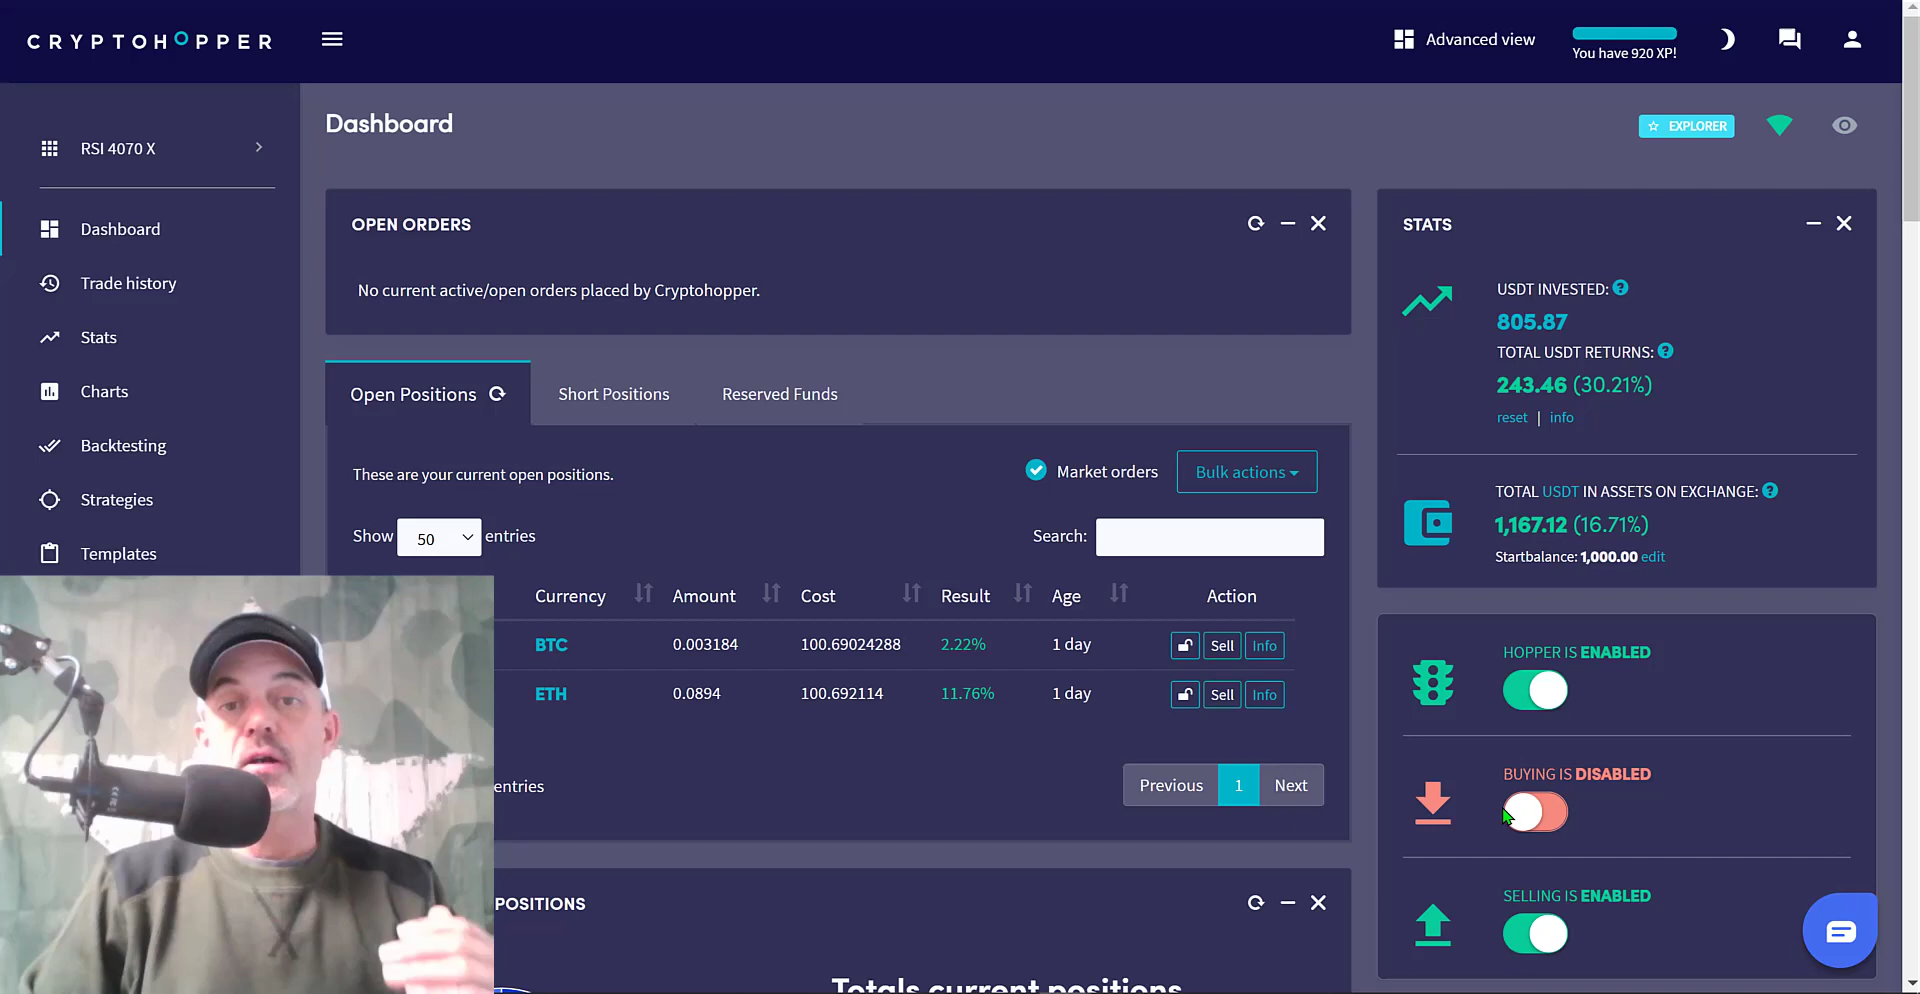 CRYPTOHOPPER
Advanced view
You have 920 XP!
RSI 4070 X
Dashboard
Trade history
Stats
Charts
Backtesting
Strategies
Templates
Dashboard
EXPLORER
OPEN ORDERS
No current active/open orders placed by Cryptohopper.
Open Positions
Short Positions
Reserved Funds
These are your current open positions.
Market orders
Bulk actions
Show 50 entries
Search:
Currency Amount Cost Result Age Action
BTC 0.003184 100.69024288 2.22% 1 day Sell Info
ETH 0.0894 100.692114 11.76% 1 day Sell Info
entries
Previous 1 Next
POSITIONS
Totals current positions
STATS
USDT INVESTED:
805.87
TOTAL USDT RETURNS:
243.46 (30.21%)
reset | info
TOTAL USDT IN ASSETS ON EXCHANGE:
1,167.12 (16.71%)
Startbalance: 1,000.00 edit
HOPPER IS ENABLED
BUYING IS DISABLED
SELLING IS ENABLED